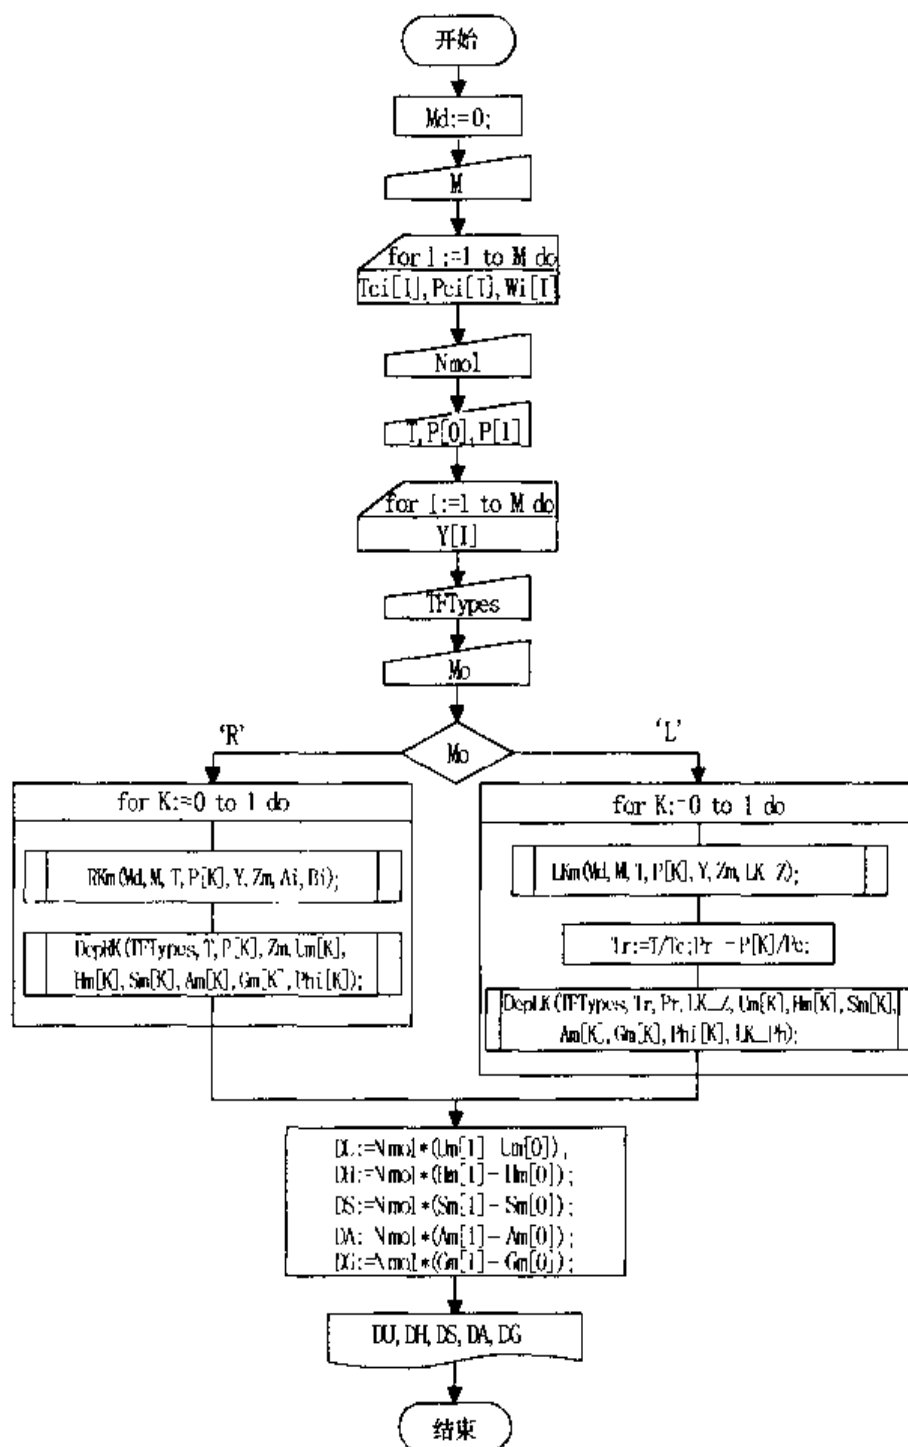 开始
Md:=0;
M
for I:=1 to M do
Tci[I], Pci[I], Wi[I]
Nmol
T, P[0], P[1]
for I:=1 to M do
Y[I]
TFTypes
Mo
Mo
‘R’
‘L’
for K:=0 to 1 do
RKm(Md, M, T, P[K], Y, Zm, Ai, Bi);
DepRK(TFTypes, T, P[K], Zm, Um[K],
Hm[K], Sm[K], Am[K], Gm[K], Phi[K]);
for K:=0 to 1 do
LKm(Md, M, T, P[K], Y, Zm, LK_Z);
Tr:=T/Tc;Pr:=P[K]/Pc;
DepLK(TFTypes, Tr, Pr, LK_Z, Um[K], Hm[K], Sm[K],
Am[K], Gm[K], Phi[K], LK_Ph);
DU:=Nmol*(Um[1]-Um[0]);
DH:=Nmol*(Hm[1]-Hm[0]);
DS:=Nmol*(Sm[1]-Sm[0]);
DA:=Nmol*(Am[1]-Am[0]);
DG:=Nmol*(Gm[1]-Gm[0]);
DU, DH, DS, DA, DG
结束